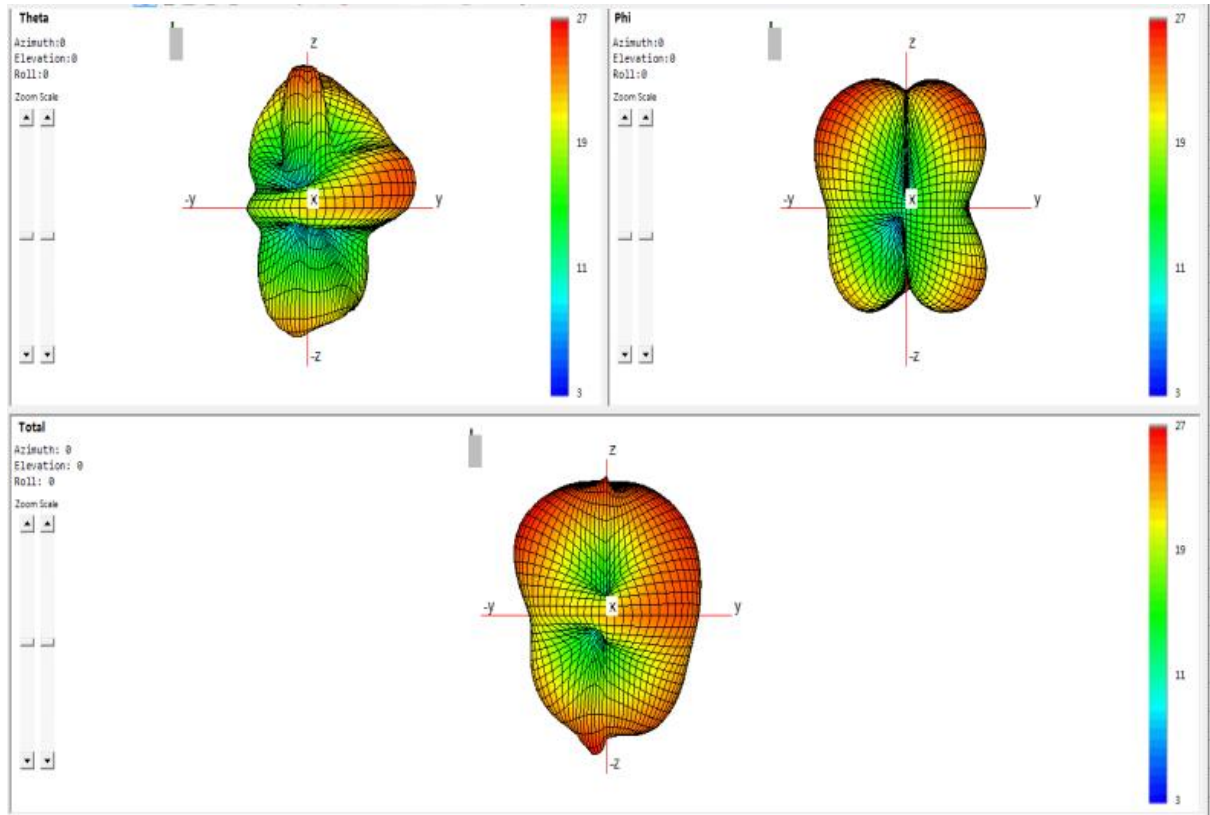 Theta
Azimuth:0
Elevation:0
Roll:0
Zoom Scale
z
-y
x
y
-z
27
19
11
3
Phi
Azimuth:0
Elevation:0
Roll:0
Zoom Scale
z
-y
x
y
-z
27
19
11
3
Total
Azimuth: 0
Elevation: 0
Roll: 0
Zoom Scale
z
-y
x
y
-z
27
19
11
3